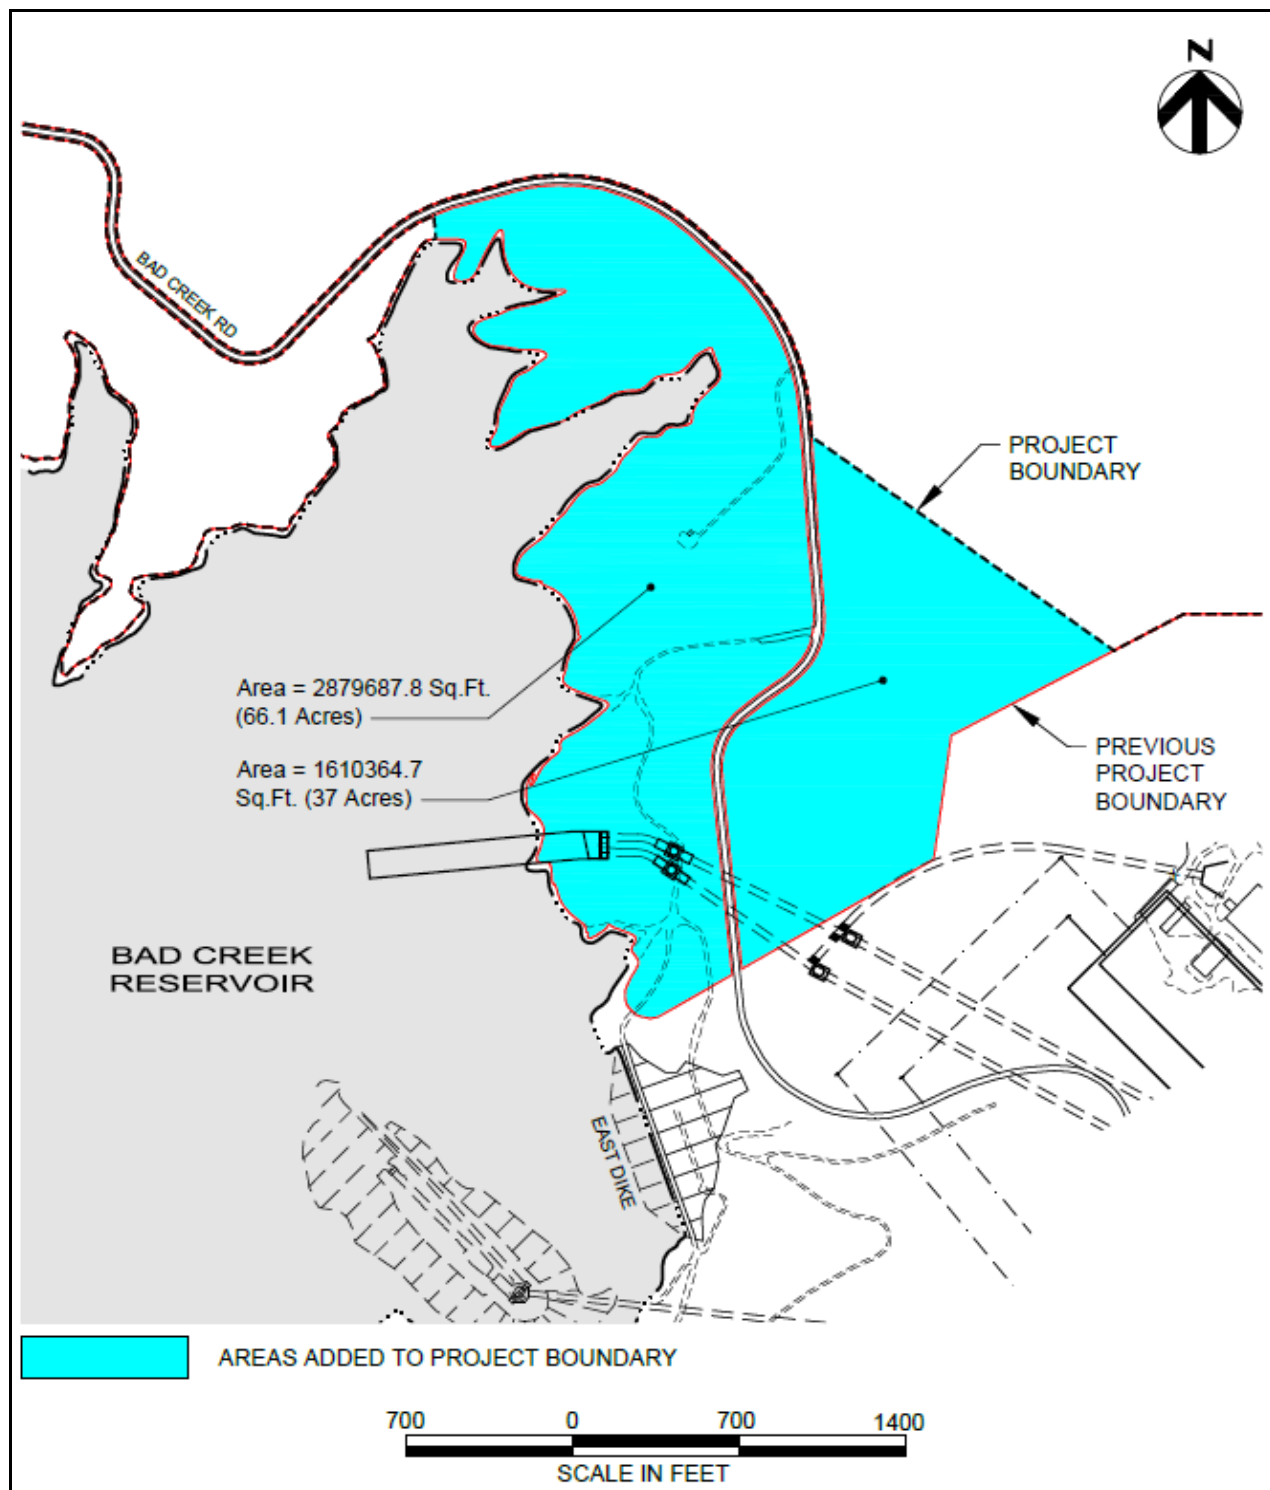 N
BAD CREEK RD
PROJECT
BOUNDARY
Area = 2879687.8 Sq.Ft.
(66.1 Acres)
Area = 1610364.7
Sq.Ft. (37 Acres)
PREVIOUS
PROJECT
BOUNDARY
BAD CREEK
RESERVOIR
EAST DIKE
AREAS ADDED TO PROJECT BOUNDARY
700 0 700 1400
SCALE IN FEET